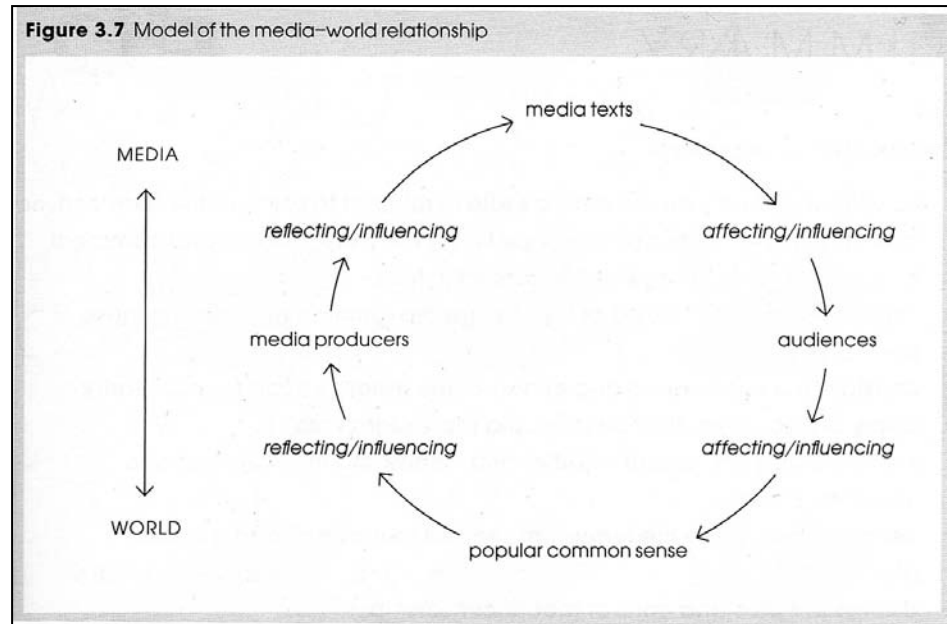 Figure 3.7 Model of the media–world relationship
media texts
MEDIA
reflecting/influencing
affecting/influencing
media producers
audiences
reflecting/influencing
affecting/influencing
WORLD
popular common sense